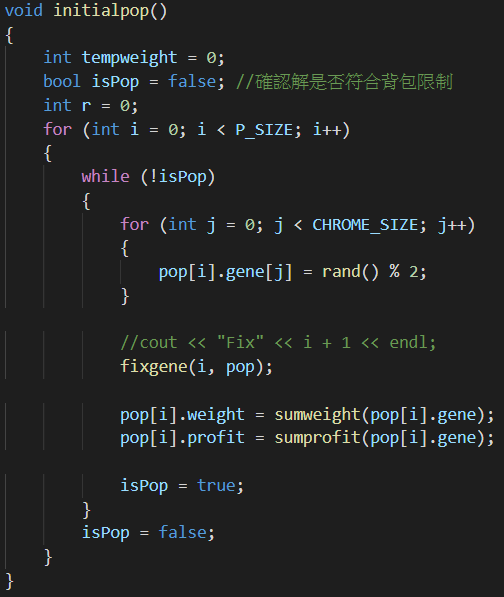 void initialpop()
{
    int tempweight = 0;
    bool isPop = false; //確認解是否符合背包限制
    int r = 0;
    for (int i = 0; i < P_SIZE; i++)
    {
        while (!isPop)
        {
            for (int j = 0; j < CHROME_SIZE; j++)
            {
                pop[i].gene[j] = rand() % 2;
            }

            //cout << "Fix" << i + 1 << endl;
            fixgene(i, pop);

            pop[i].weight = sumweight(pop[i].gene);
            pop[i].profit = sumprofit(pop[i].gene);

            isPop = true;
        }
        isPop = false;
    }
}